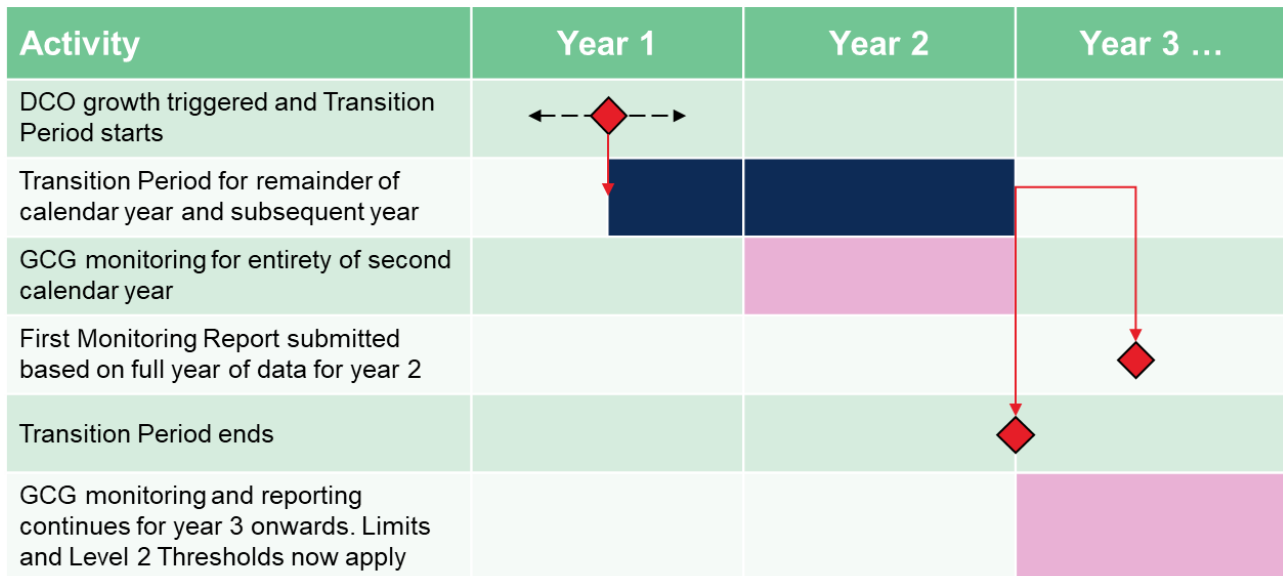 Activity
Year 1
Year 2
Year 3 …
DCO growth triggered and Transition
Period starts
Transition Period for remainder of
calendar year and subsequent year
GCG monitoring for entirety of second
calendar year
First Monitoring Report submitted
based on full year of data for year 2
Transition Period ends
GCG monitoring and reporting
continues for year 3 onwards. Limits
and Level 2 Thresholds now apply